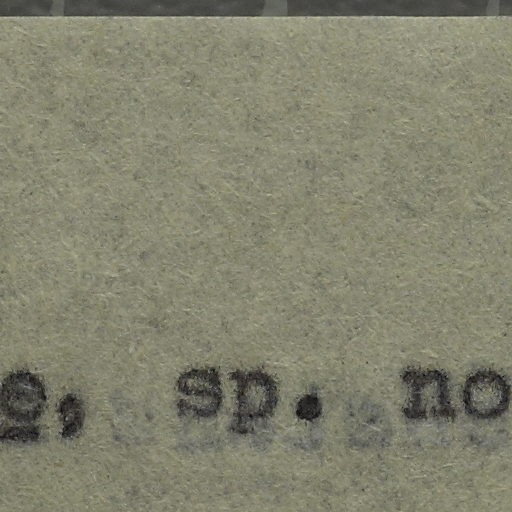 e, sp. no